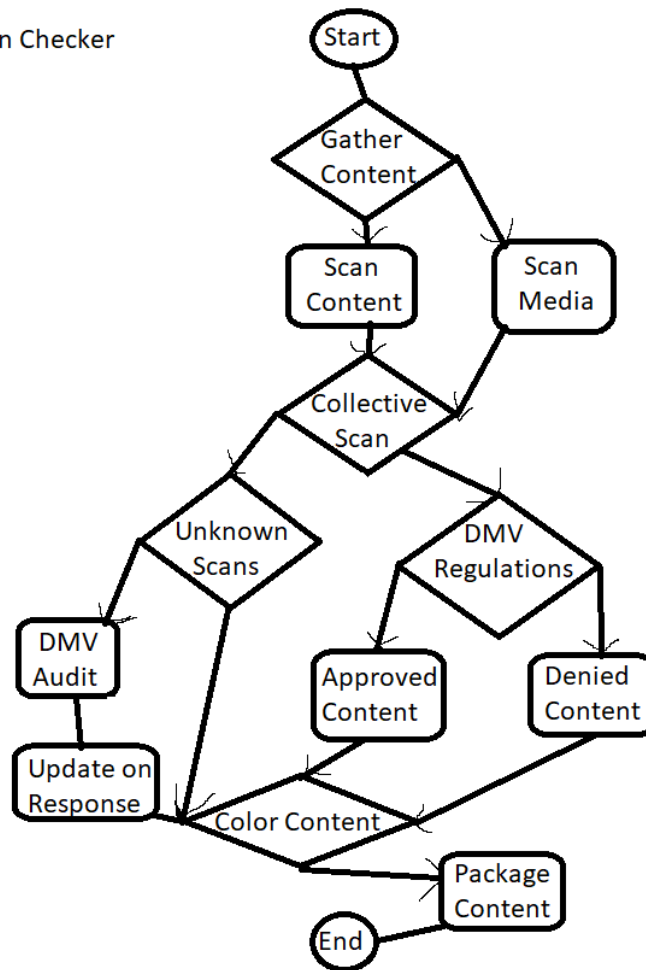 n Checker
Start
Gather
Content
Scan
Content
Scan
Media
Collective
Scan
Unknown
Scans
DMV
Regulations
DMV
Audit
Approved
Content
Denied
Content
Update on
Response
Color Content
Package
Content
End